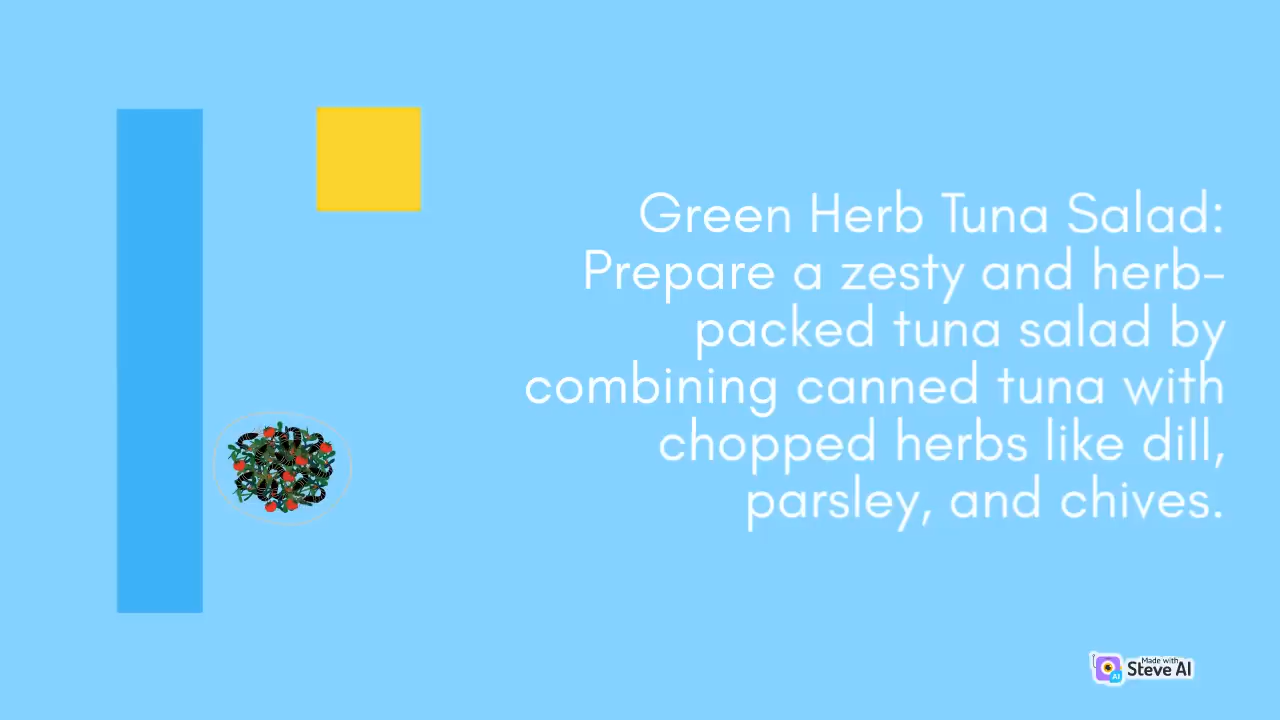 Green Herb Tuna Salad:
Prepare a zesty and herb-
packed tuna salad by
combining canned tuna with
chopped herbs like dill,
parsley, and chives.
Made with
Steve AI
AI